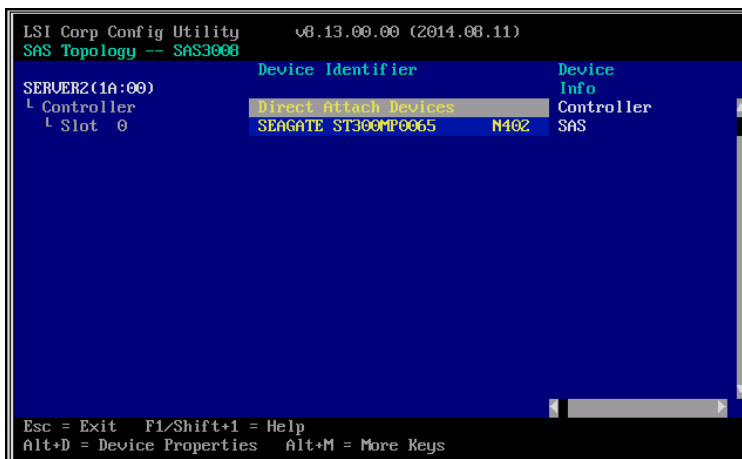 LSI Corp Config Utility v8.13.00.00 (2014.08.11)
SAS Topology -- SAS3008
Device Identifier Device
SERVER2(1A:00) Info
└ Controller Direct Attach Devices Controller
└ Slot 0 SEAGATE ST300MP0065 N402 SAS
Esc = Exit F1/Shift+1 = Help
Alt+D = Device Properties Alt+M = More Keys